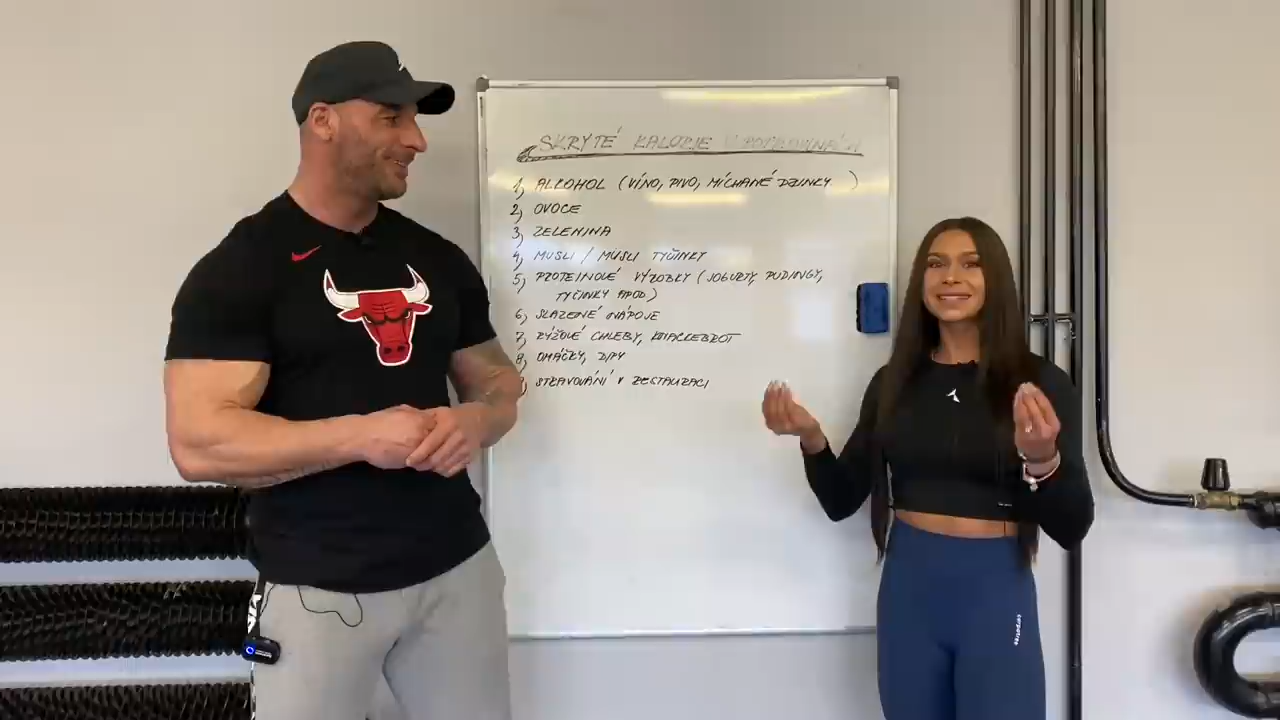 SKRYTÉ KALORIE V POTRAVINÁCH
1, ALKOHOL (VÍNO, PIVO, MÍCHANÉ DRINKY )
2, OVOCE
3, ZELENINA
4, MUSLI / MUSLI TYČINKY
5, PROTEINOVÉ VÝROBKY (JOGURTY, PUDINGY,
TYČINKY APOD)
6, SLAZENÉ NÁPOJE
7, RÝŽOVÉ CHLEBY, KNACKEBROT
8, OMÁČKY, DIPY
9, STRAVOVÁNÍ V RESTAURACI